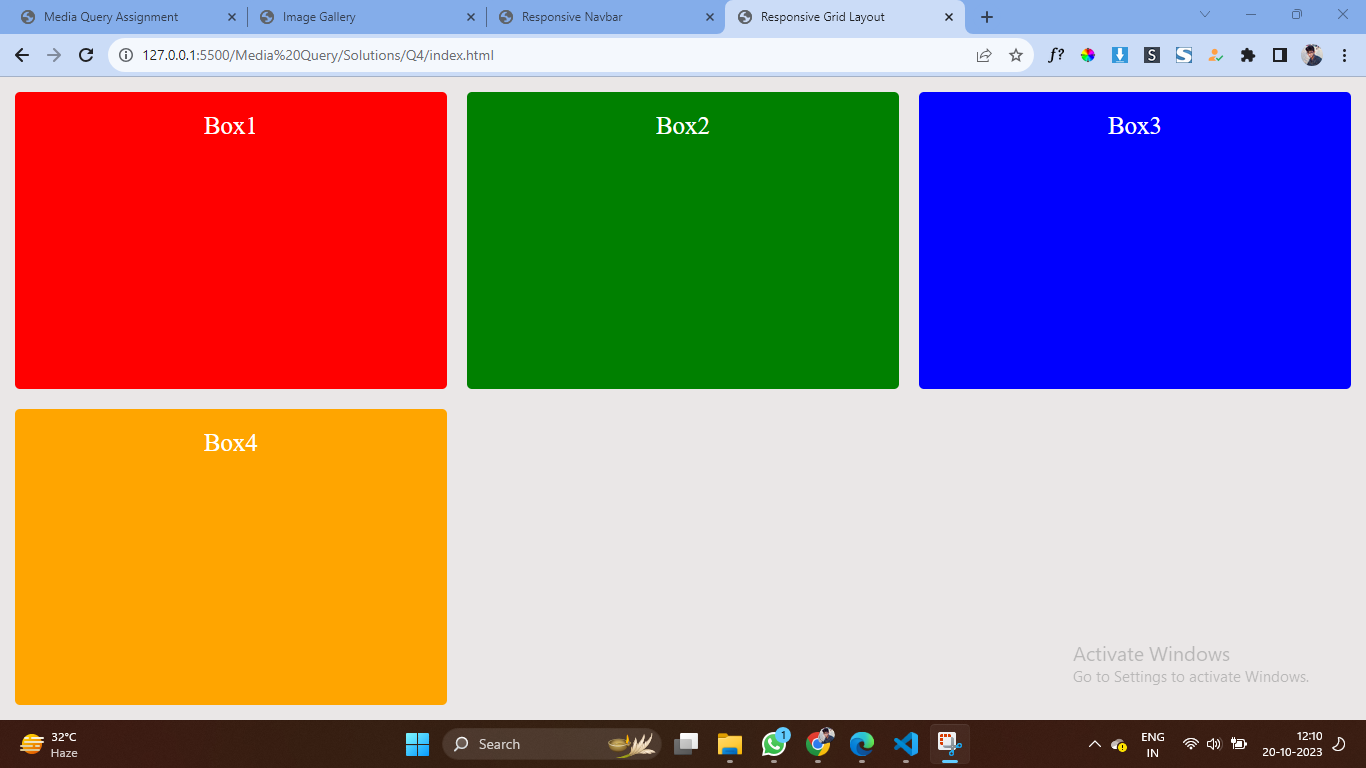 Media Query Assignment
Image Gallery
Responsive Navbar
Responsive Grid Layout
127.0.0.1:5500/Media%20Query/Solutions/Q4/index.html
f?
S
S
Box1
Box2
Box3
Box4
Activate Windows
Go to Settings to activate Windows.
32°C
Haze
Search
1
ENG
IN
12:10
20-10-2023